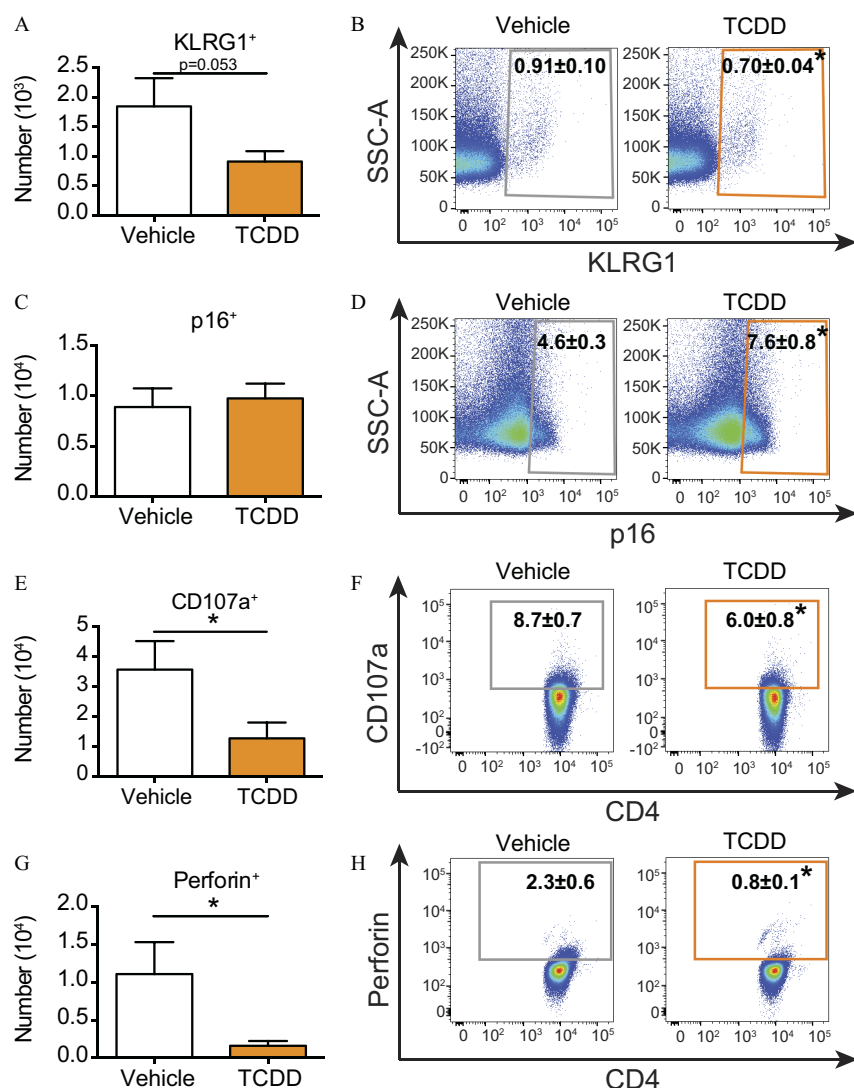 A
KLRG1⁺
p=0.053
Number (10³)
2.5
2.0
1.5
1.0
0.5
0.0
Vehicle TCDD
B
Vehicle TCDD
SSC-A
250K
200K
150K
100K
50K
0
0.91±0.10
0 10² 10³ 10⁴ 10⁵
250K
200K
150K
100K
50K
0
0.70±0.04*
0 10² 10³ 10⁴ 10⁵
KLRG1
C
p16⁺
Number (10⁴)
1.5
1.0
0.5
0.0
Vehicle TCDD
D
Vehicle TCDD
SSC-A
250K
200K
150K
100K
50K
0
4.6±0.3
0 10² 10³ 10⁴ 10⁵
250K
200K
150K
100K
50K
0
7.6±0.8*
0 10² 10³ 10⁴ 10⁵
p16
E
CD107a⁺
*
Number (10⁴)
5
4
3
2
1
0
Vehicle TCDD
F
Vehicle TCDD
CD107a
10⁵
10⁴
10³
10²
0
-10²
8.7±0.7
0 10² 10³ 10⁴ 10⁵
10⁵
10⁴
10³
10²
0
-10²
6.0±0.8*
0 10² 10³ 10⁴ 10⁵
CD4
G
Perforin⁺
*
Number (10⁴)
2.0
1.5
1.0
0.5
0.0
Vehicle TCDD
H
Vehicle TCDD
Perforin
10⁵
10⁴
10³
10²
0
2.3±0.6
0 10² 10³ 10⁴ 10⁵
10⁵
10⁴
10³
10²
0
0.8±0.1*
0 10² 10³ 10⁴ 10⁵
CD4